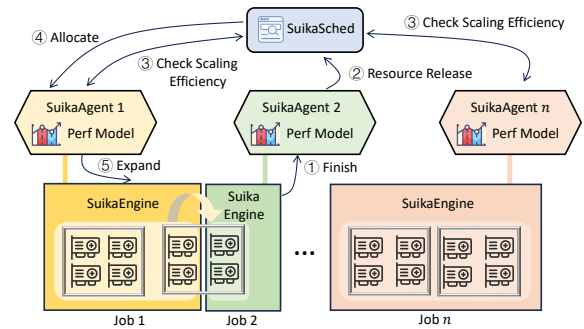 SuikaSched
④ Allocate
③ Check Scaling
Efficiency
③ Check Scaling Efficiency
② Resource Release
SuikaAgent 1
Perf Model
SuikaAgent 2
Perf Model
SuikaAgent n
Perf Model
⑤ Expand
① Finish
SuikaEngine
Suika
Engine
SuikaEngine
...
Job 1
Job 2
Job n